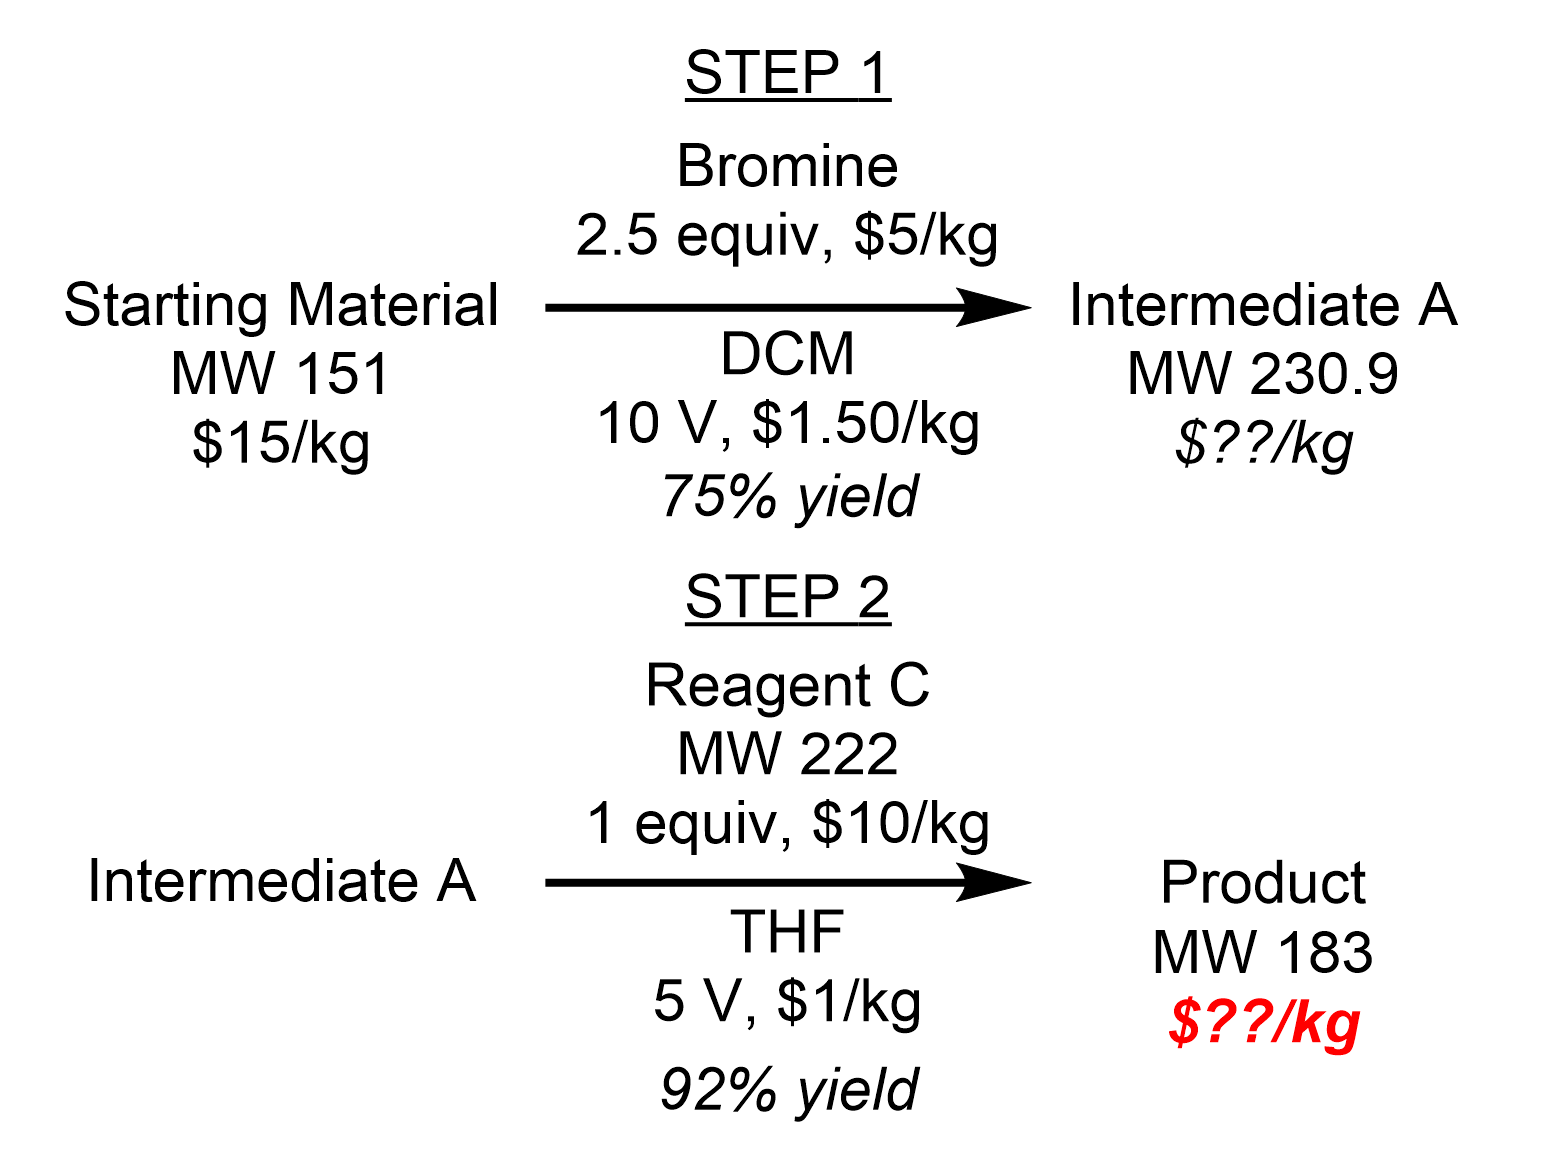 STEP 1
Bromine
2.5 equiv, $5/kg
Starting Material
MW 151
$15/kg
DCM
10 V, $1.50/kg
75% yield
Intermediate A
MW 230.9
$??/kg
STEP 2
Reagent C
MW 222
1 equiv, $10/kg
Intermediate A
THF
5 V, $1/kg
92% yield
Product
MW 183
$??/kg